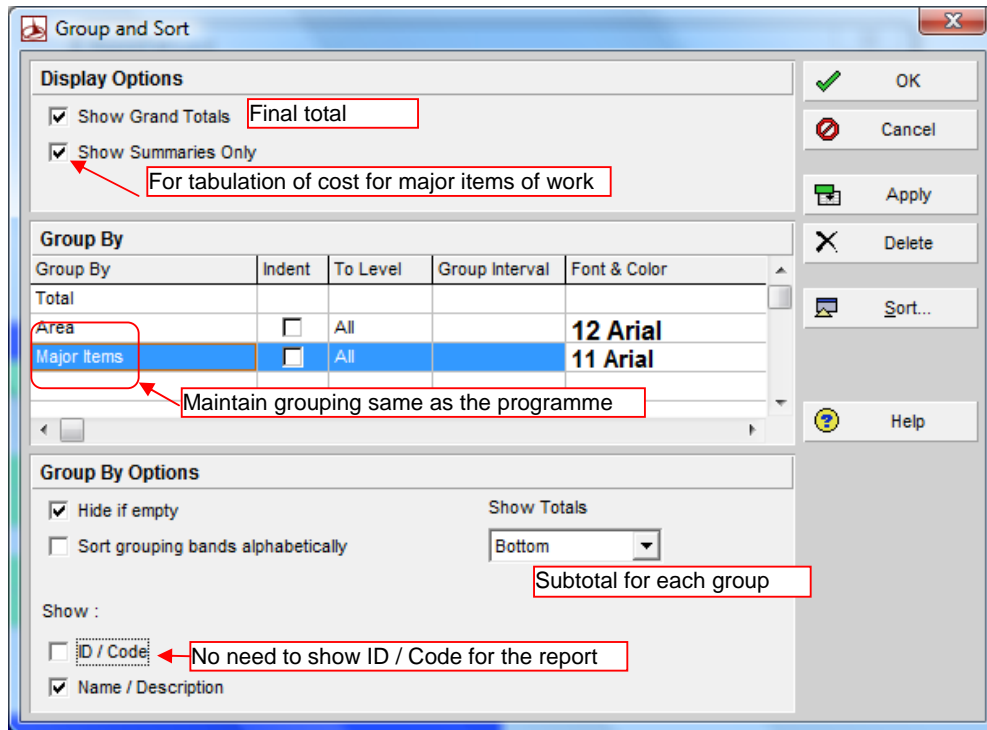 Group and Sort
Display Options
Show Grand Totals
Final total
Show Summaries Only
For tabulation of cost for major items of work
OK
Cancel
Apply
Delete
Sort...
Help
Group By
Group By Indent To Level Group Interval Font & Color
Total
Area All 12 Arial
Major Items All 11 Arial
Maintain grouping same as the programme
Group By Options
Hide if empty
Show Totals
Sort grouping bands alphabetically
Bottom
Subtotal for each group
Show :
ID / Code
No need to show ID / Code for the report
Name / Description